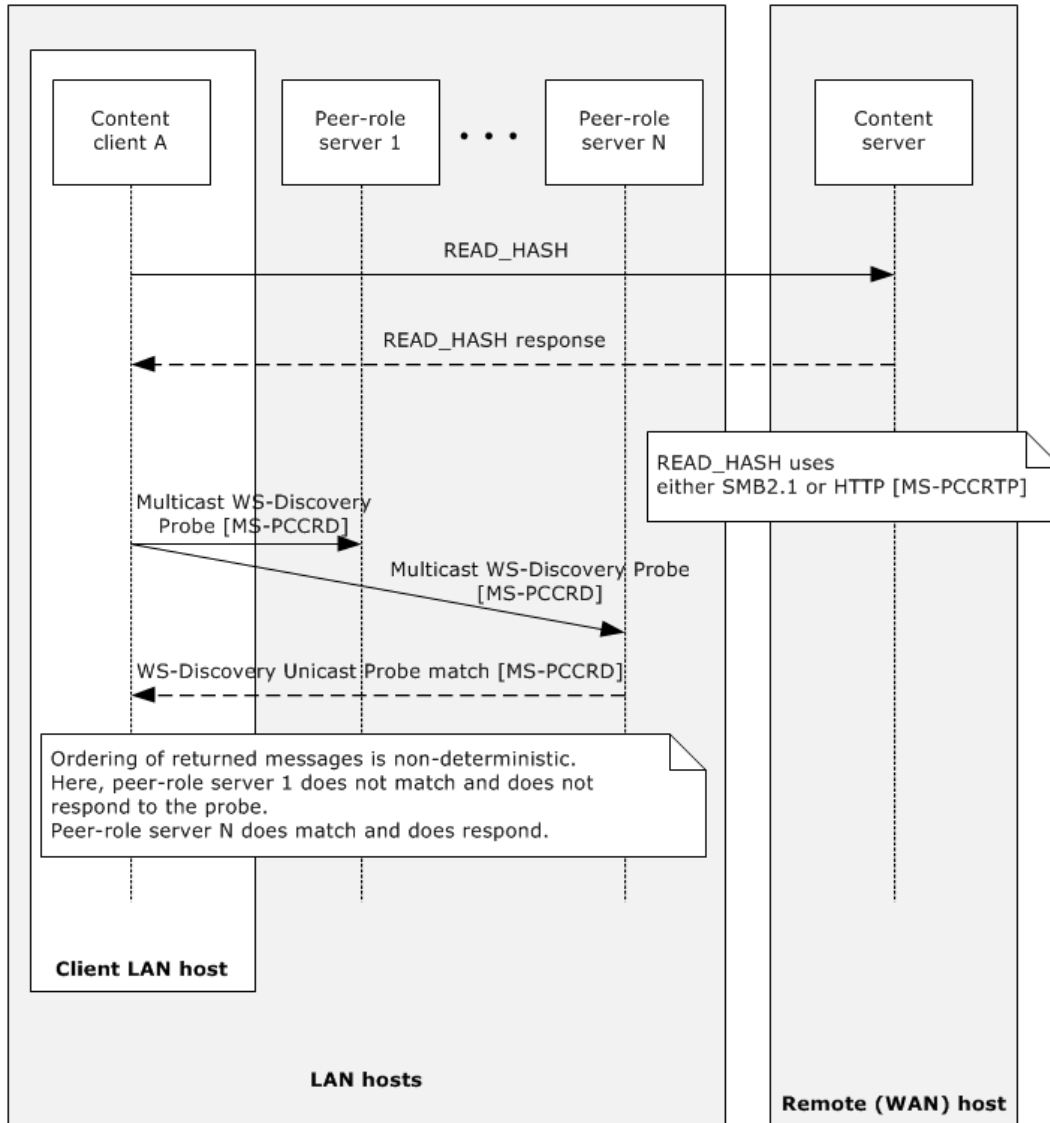 Content
client A
Peer-role
server 1
• • •
Peer-role
server N
Content
server
READ_HASH
READ_HASH response
READ_HASH uses
either SMB2.1 or HTTP [MS-PCCRTP]
Multicast WS-Discovery
Probe [MS-PCCRD]
Multicast WS-Discovery Probe
[MS-PCCRD]
WS-Discovery Unicast Probe match [MS-PCCRD]
Ordering of returned messages is non-deterministic.
Here, peer-role server 1 does not match and does not
respond to the probe.
Peer-role server N does match and does respond.
Client LAN host
LAN hosts
Remote (WAN) host